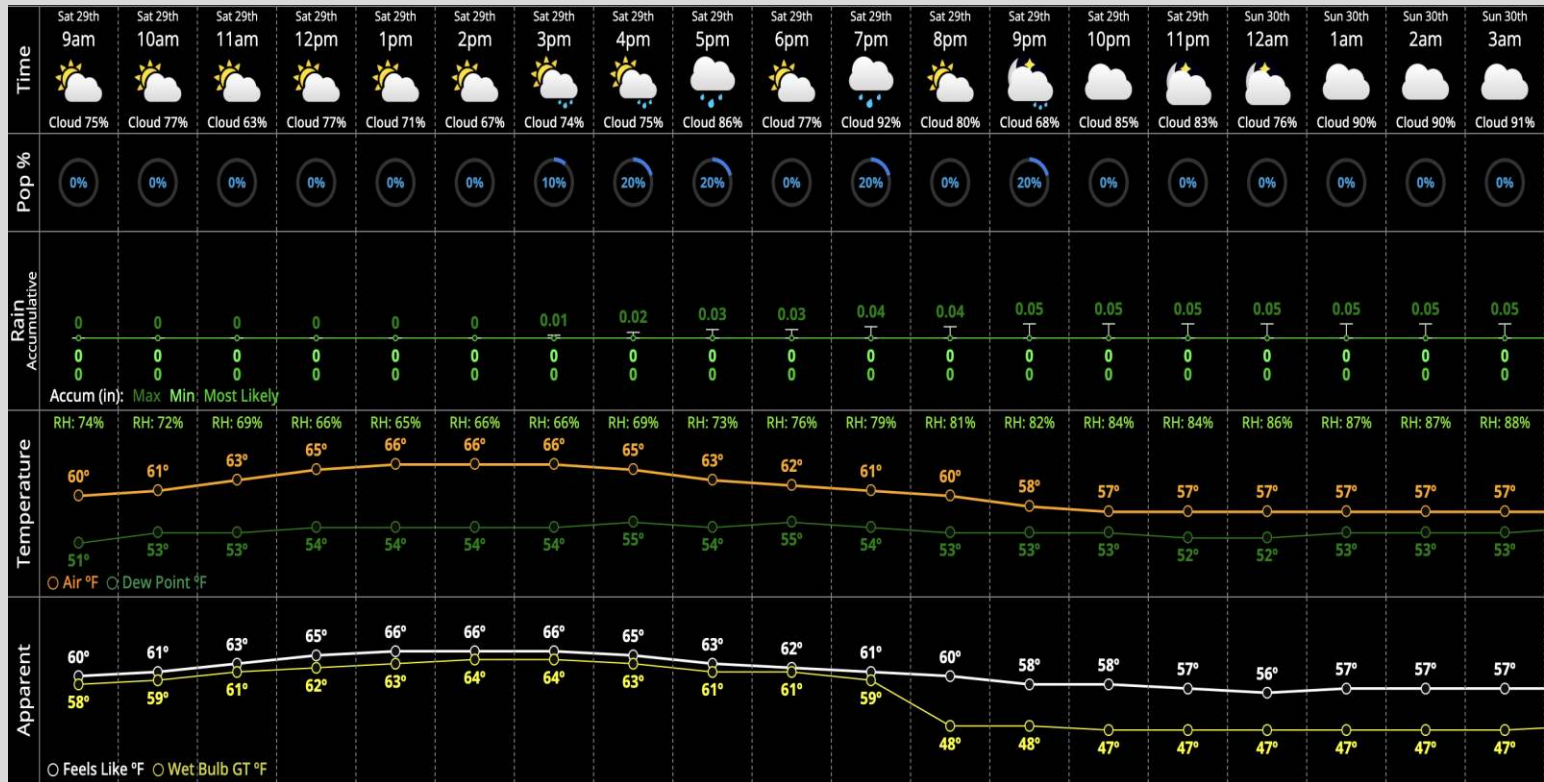 Time
Sat 29th Sat 29th Sat 29th Sat 29th Sat 29th Sat 29th Sat 29th Sat 29th Sat 29th Sat 29th Sat 29th Sat 29th Sat 29th Sat 29th Sat 29th Sun 30th Sun 30th Sun 30th Sun 30th
9am 10am 11am 12pm 1pm 2pm 3pm 4pm 5pm 6pm 7pm 8pm 9pm 10pm 11pm 12am 1am 2am 3am
Cloud 75% Cloud 77% Cloud 63% Cloud 77% Cloud 71% Cloud 67% Cloud 74% Cloud 75% Cloud 86% Cloud 77% Cloud 92% Cloud 80% Cloud 68% Cloud 85% Cloud 83% Cloud 76% Cloud 90% Cloud 90% Cloud 91%
Pop %
0% 0% 0% 0% 0% 0% 10% 20% 20% 0% 20% 0% 20% 0% 0% 0% 0% 0% 0%
Rain
Accumulative
0 0 0 0 0 0 0.01 0.02 0.03 0.03 0.04 0.04 0.05 0.05 0.05 0.05 0.05 0.05 0.05
0 0 0 0 0 0 0 0 0 0 0 0 0 0 0 0 0 0 0
0 0 0 0 0 0 0 0 0 0 0 0 0 0 0 0 0 0 0
Accum (in): Max Min Most Likely
Temperature
RH: 74% RH: 72% RH: 69% RH: 66% RH: 65% RH: 66% RH: 66% RH: 69% RH: 73% RH: 76% RH: 79% RH: 81% RH: 82% RH: 84% RH: 84% RH: 86% RH: 87% RH: 87% RH: 88%
60° 61° 63° 65° 66° 66° 66° 65° 63° 62° 61° 60° 58° 57° 57° 57° 57° 57° 57°
51° 53° 53° 54° 54° 54° 54° 55° 54° 55° 54° 53° 53° 53° 52° 52° 53° 53° 53°
Air °F Dew Point °F
Apparent
60° 61° 63° 65° 66° 66° 66° 65° 63° 62° 61° 60° 58° 58° 57° 56° 57° 57° 57°
58° 59° 61° 62° 63° 64° 64° 63° 61° 61° 59° 48° 48° 47° 47° 47° 47° 47° 47°
Feels Like °F Wet Bulb GT °F